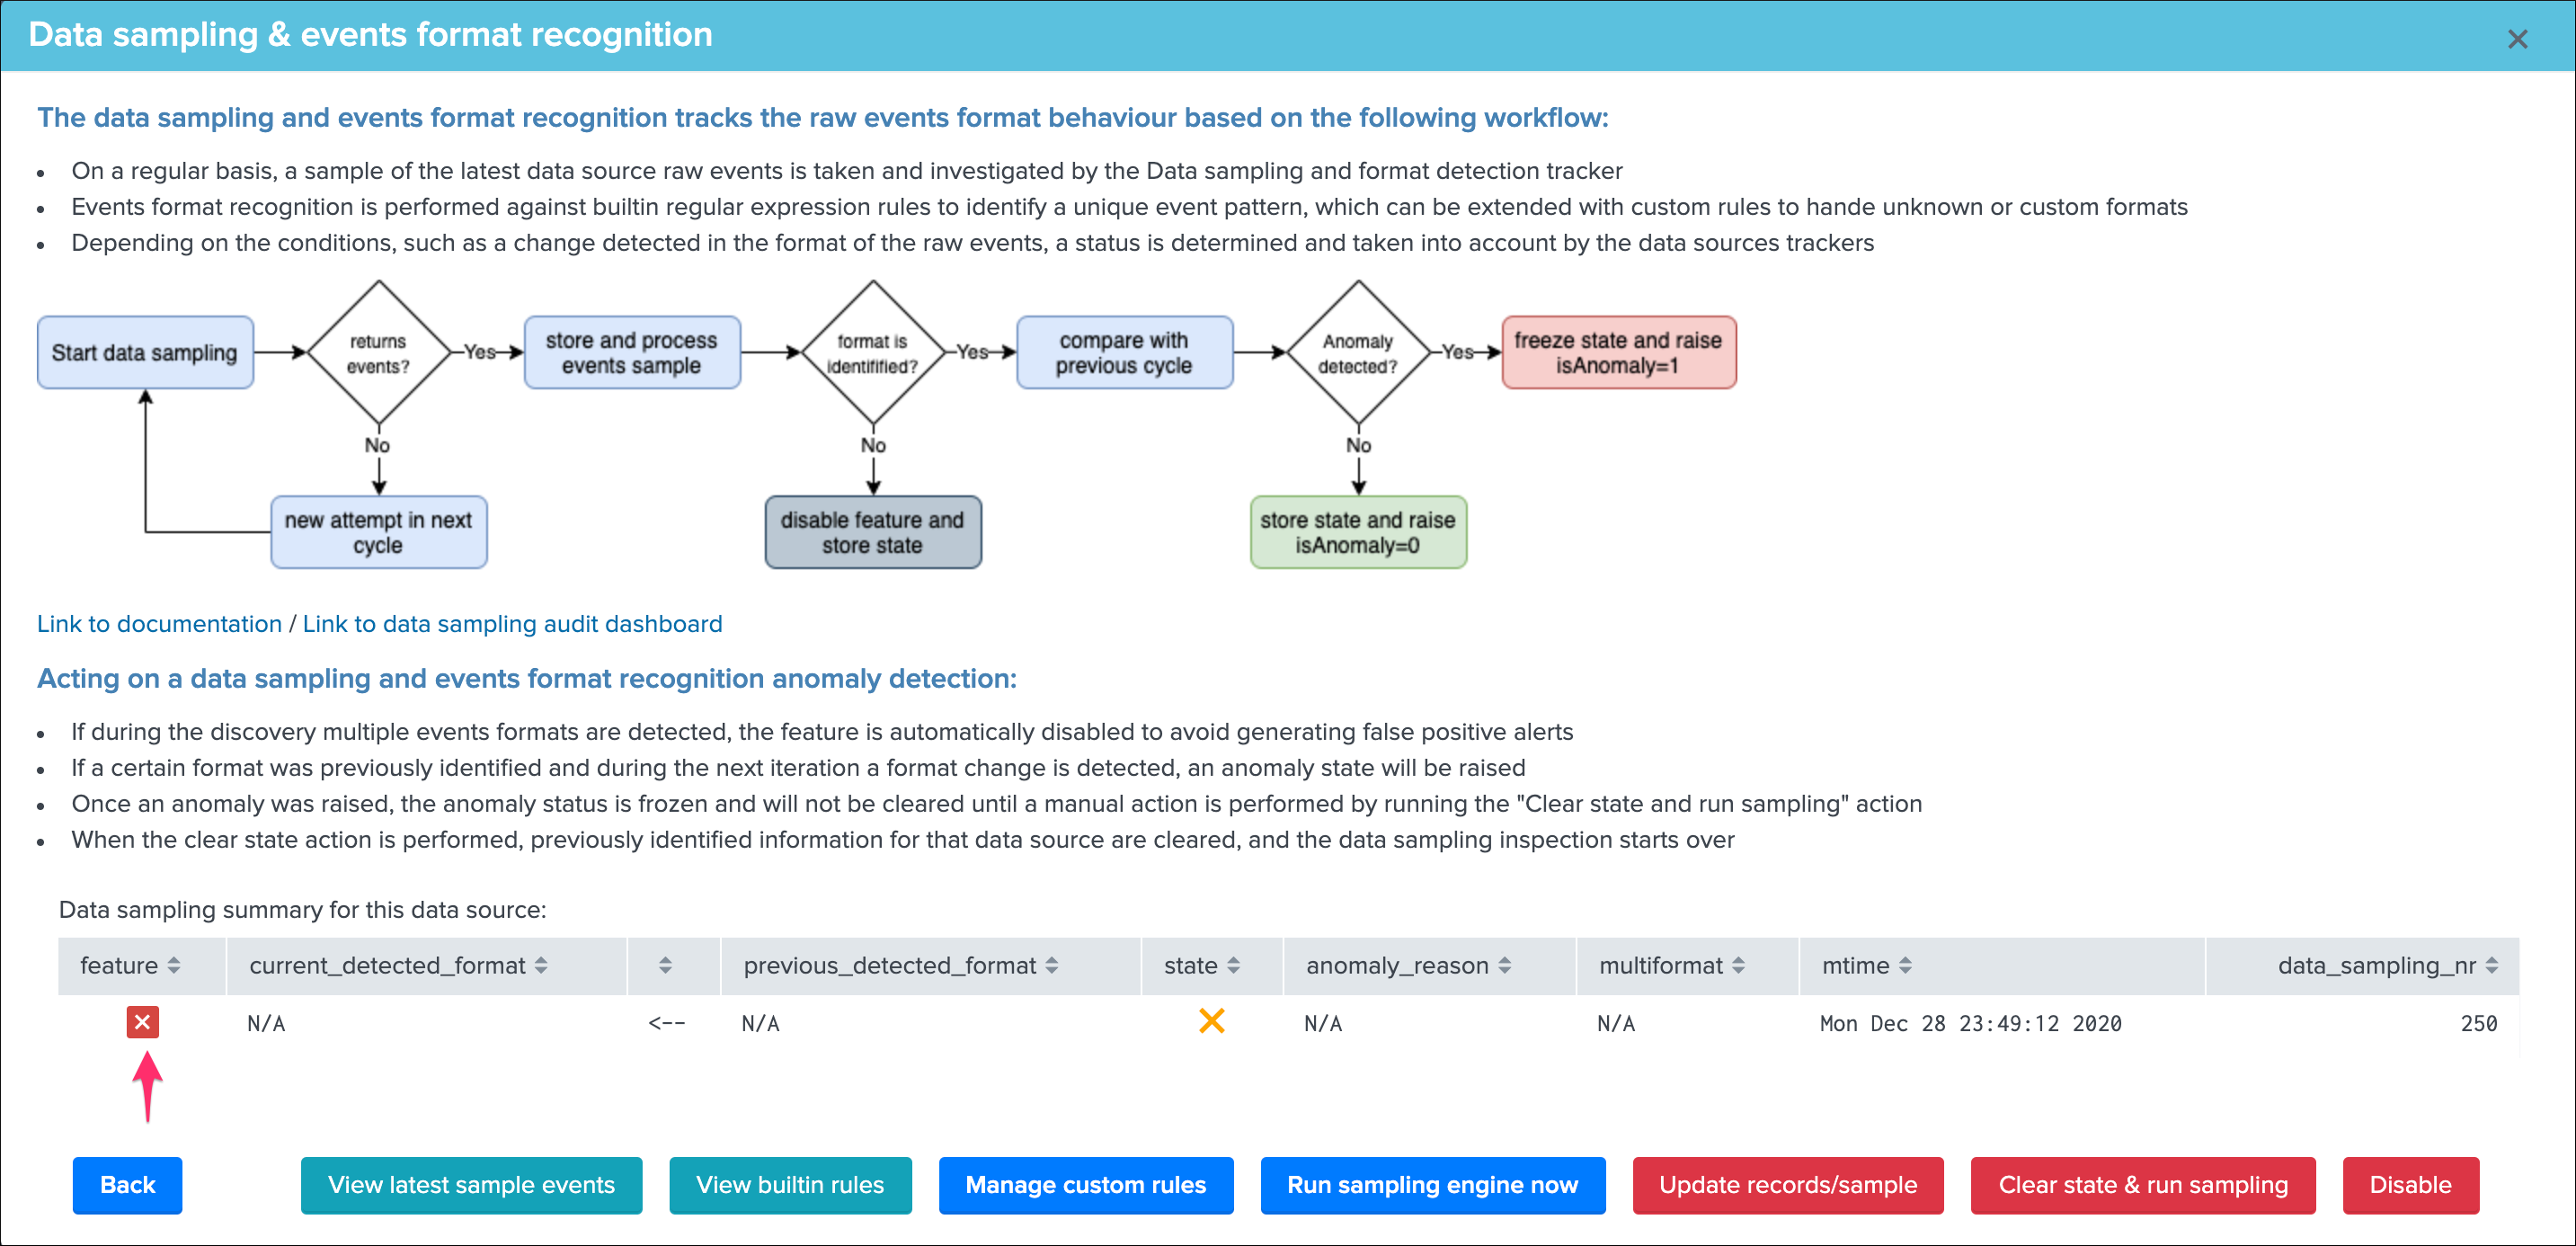 Data sampling & events format recognition
The data sampling and events format recognition tracks the raw events format behaviour based on the following workflow:
On a regular basis, a sample of the latest data source raw events is taken and investigated by the Data sampling and format detection tracker
Events format recognition is performed against builtin regular expression rules to identify a unique event pattern, which can be extended with custom rules to hande unknown or custom formats
Depending on the conditions, such as a change detected in the format of the raw events, a status is determined and taken into account by the data sources trackers
Start data sampling
returns
events?
Yes
store and process
events sample
format is
identifified?
Yes
compare with
previous cycle
Anomaly
detected?
Yes
freeze state and raise
isAnomaly=1
No
No
No
new attempt in next
cycle
disable feature and
store state
store state and raise
isAnomaly=0
Link to documentation / Link to data sampling audit dashboard
Acting on a data sampling and events format recognition anomaly detection:
If during the discovery multiple events formats are detected, the feature is automatically disabled to avoid generating false positive alerts
If a certain format was previously identified and during the next iteration a format change is detected, an anomaly state will be raised
Once an anomaly was raised, the anomaly status is frozen and will not be cleared until a manual action is performed by running the "Clear state and run sampling" action
When the clear state action is performed, previously identified information for that data source are cleared, and the data sampling inspection starts over
Data sampling summary for this data source:
feature current_detected_format previous_detected_format state anomaly_reason multiformat mtime data_sampling_nr
N/A <-- N/A N/A N/A Mon Dec 28 23:49:12 2020 250
Back View latest sample events View builtin rules Manage custom rules Run sampling engine now Update records/sample Clear state & run sampling Disable